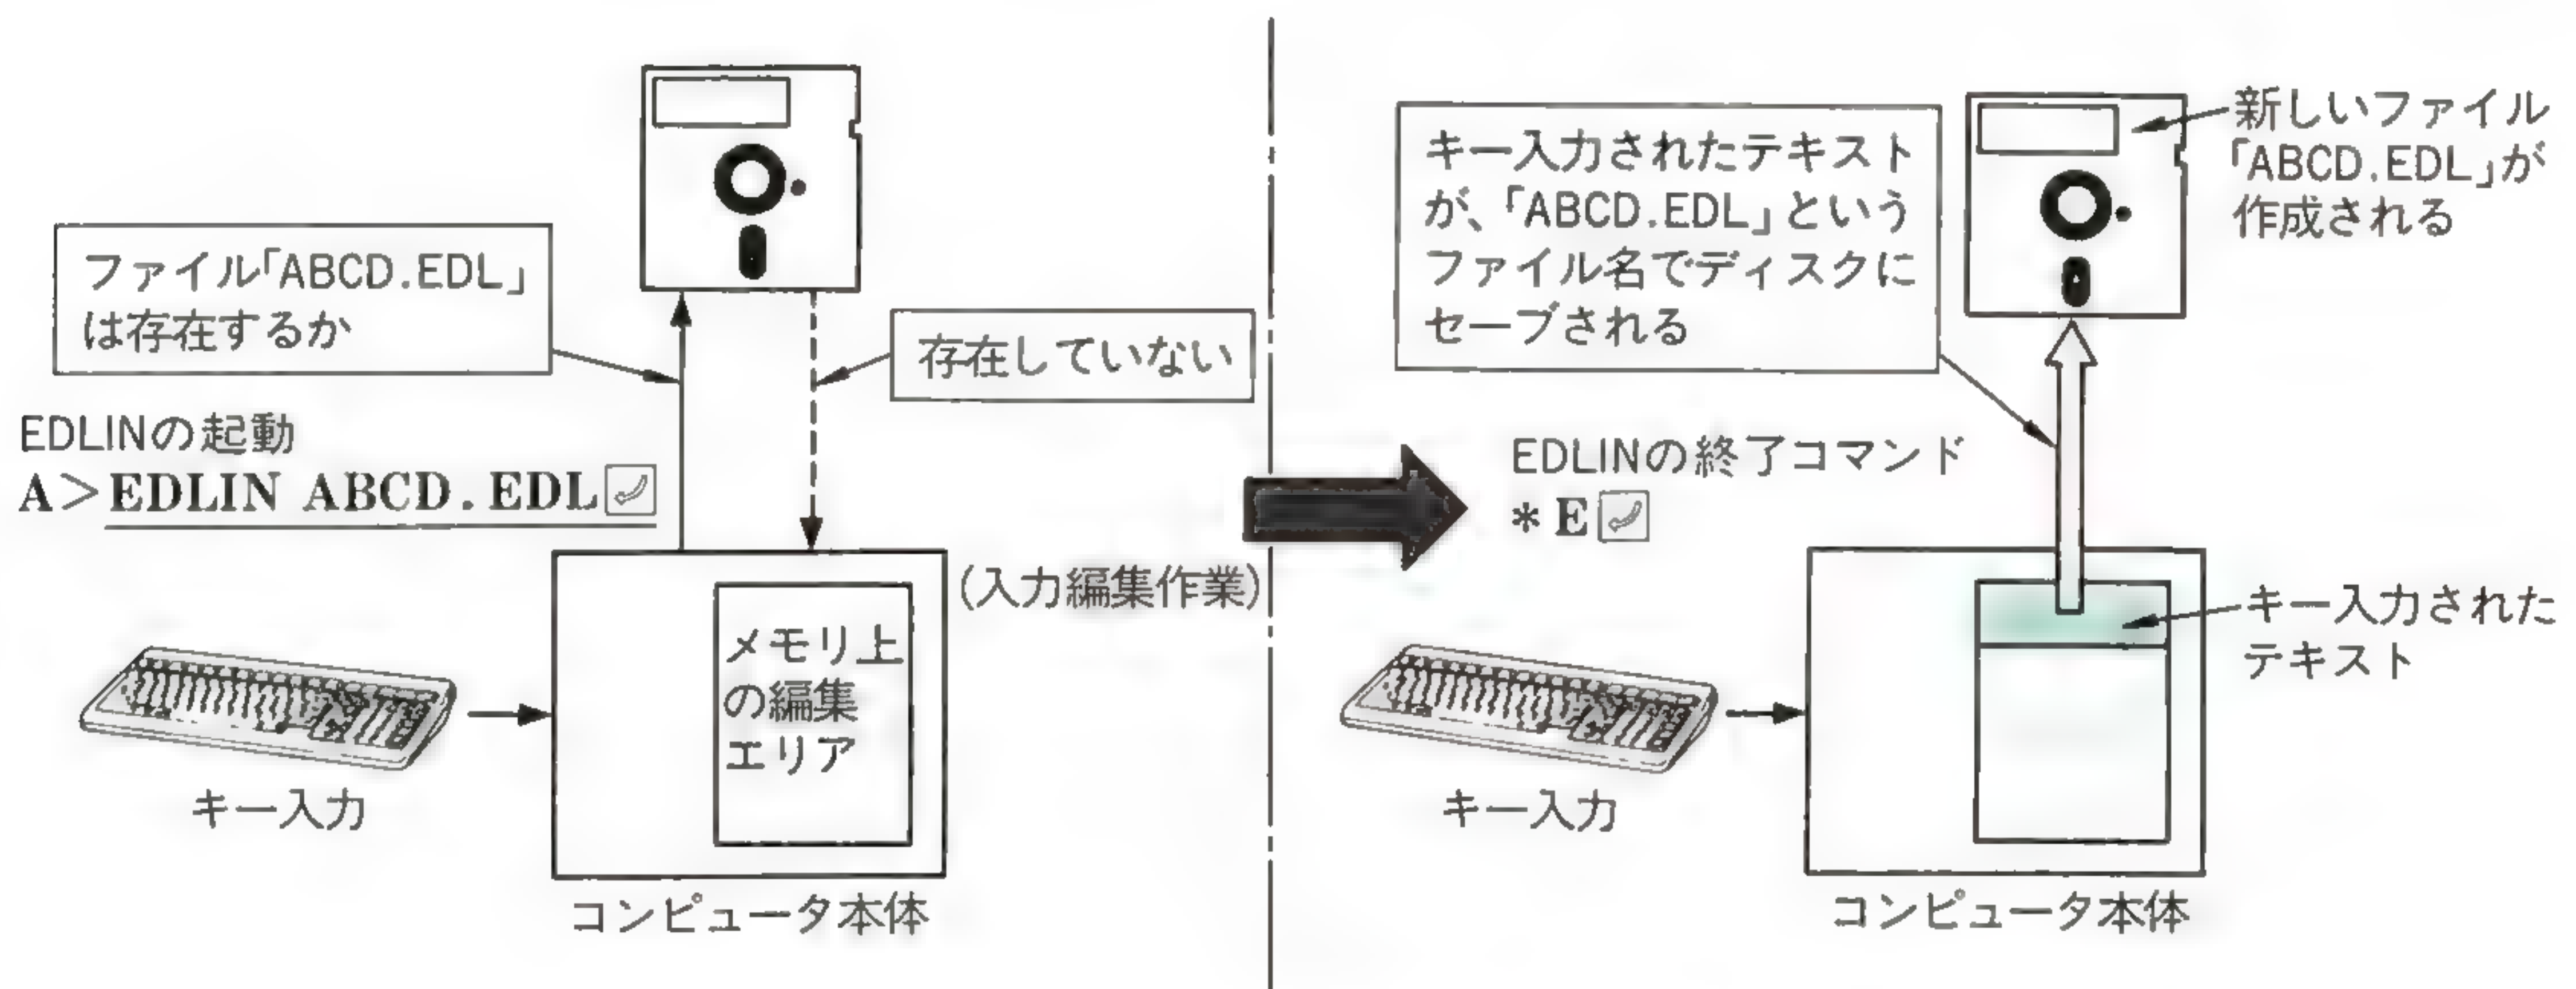 ファイル「ABCD.EDL」
は存在するか
存在していない
EDLINの起動
A>EDLIN ABCD.EDL
(入力編集作業)
メモリ上
の編集
エリア
キー入力
コンピュータ本体
キー入力されたテキスト
が、「ABCD.EDL」という
ファイル名でディスクに
セーブされる
新しいファイル
「ABCD.EDL」が
作成される
EDLINの終了コマンド
*E
キー入力された
テキスト
キー入力
コンピュータ本体